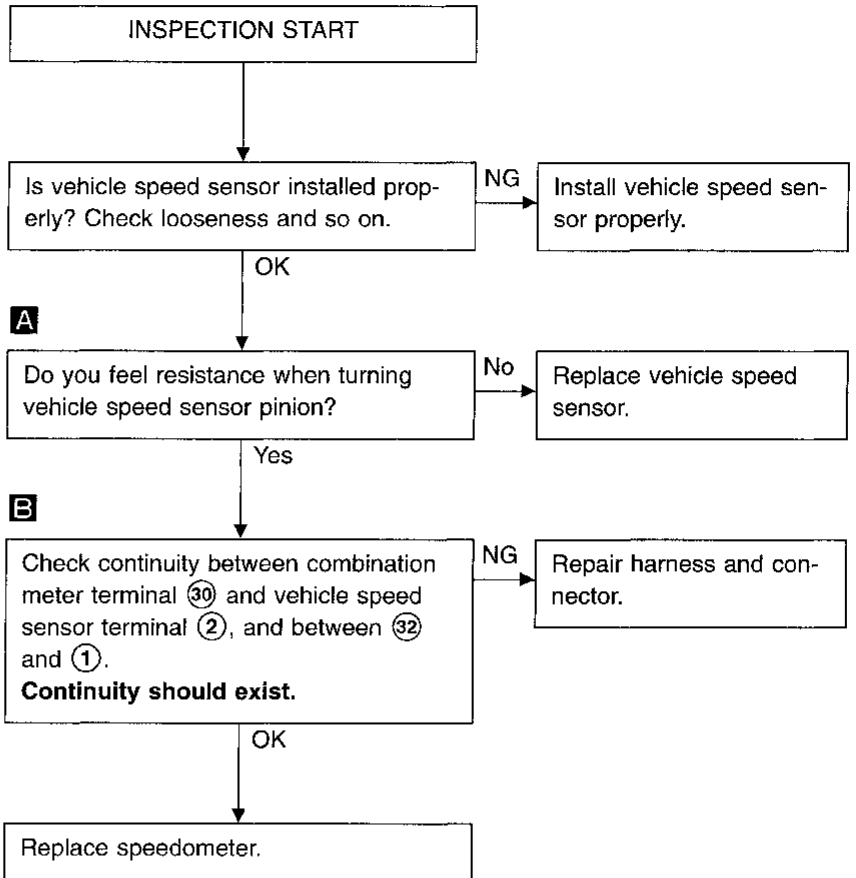 INSPECTION START
Is vehicle speed sensor installed prop-
erly? Check looseness and so on.
NG
Install vehicle speed sen-
sor properly.
OK
A
Do you feel resistance when turning
vehicle speed sensor pinion?
No
Replace vehicle speed
sensor.
Yes
B
Check continuity between combination
meter terminal ㉚ and vehicle speed
sensor terminal ②, and between ㉜
and ①.
Continuity should exist.
NG
Repair harness and con-
nector.
OK
Replace speedometer.